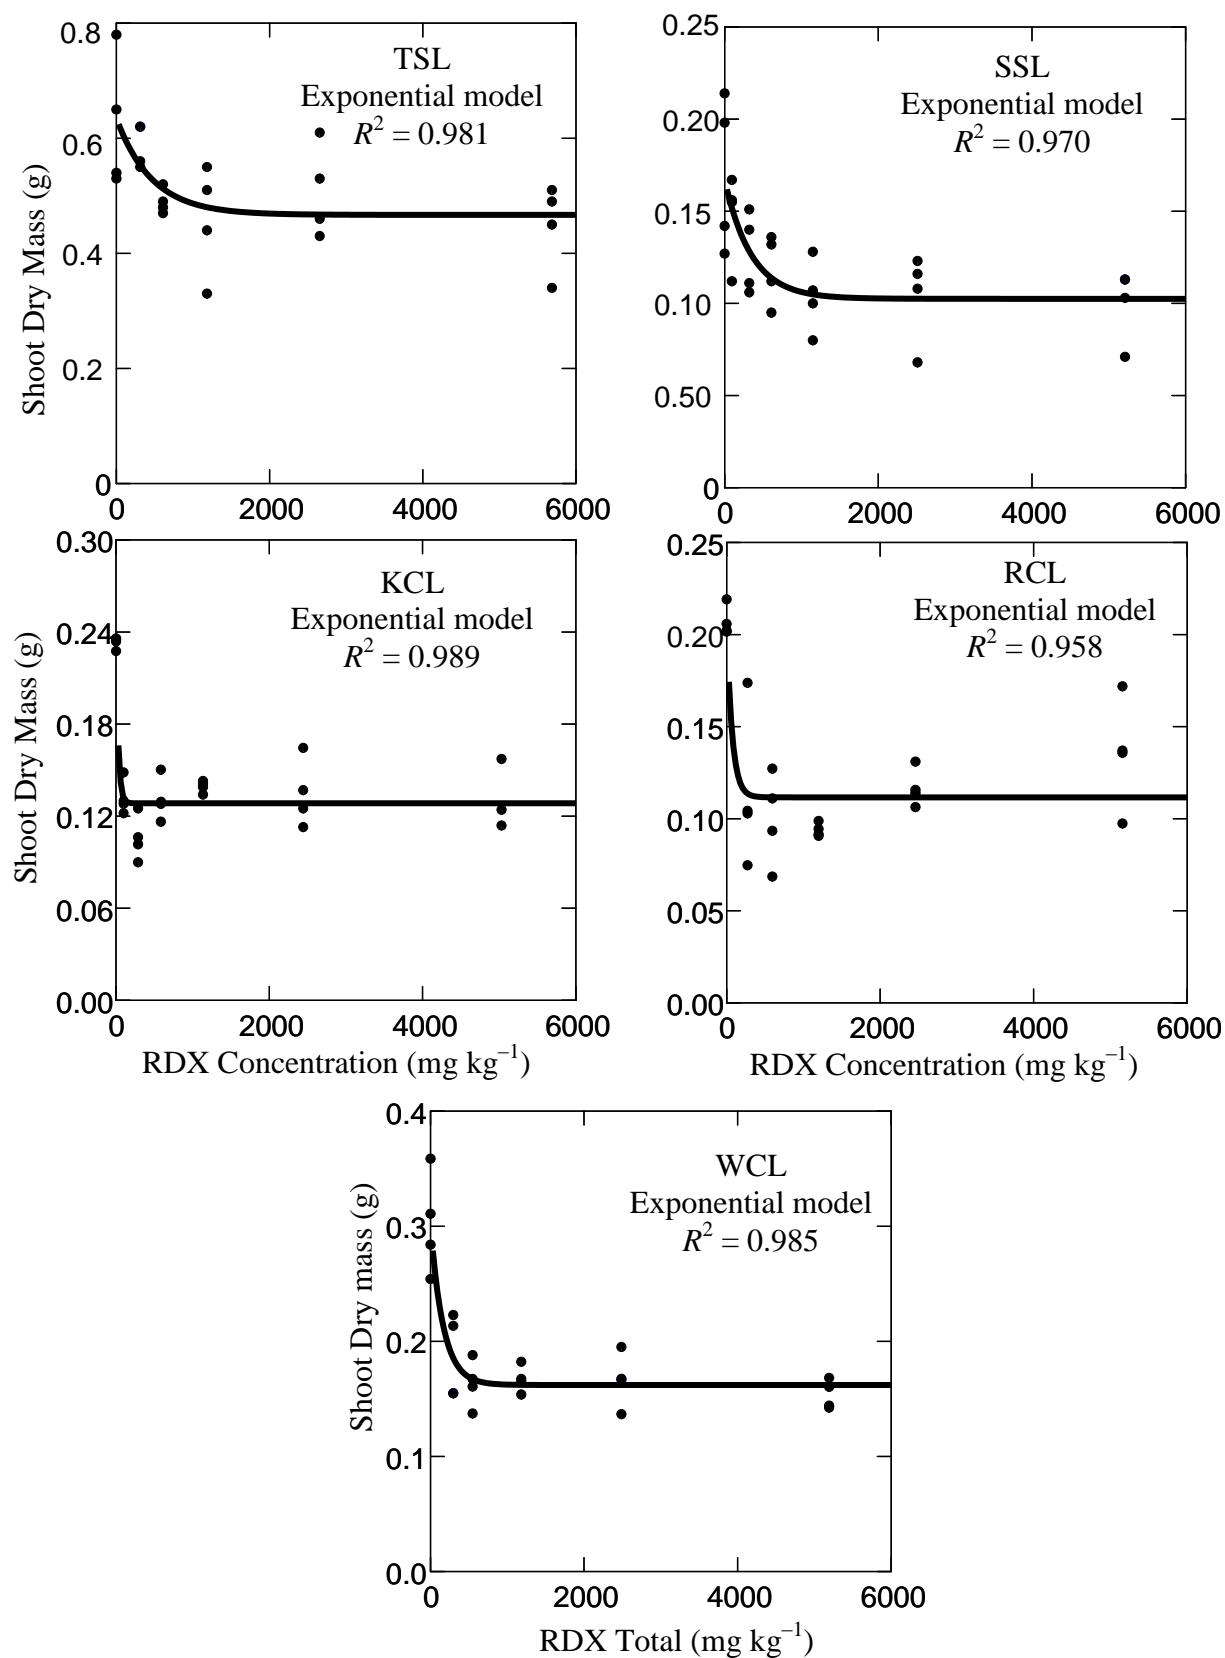 TSL
Exponential model
R² = 0.981
Shoot Dry Mass (g)
0.8
0.6
0.4
0.2
0
0 2000 4000 6000
SSL
Exponential model
R² = 0.970
0.25
0.20
0.15
0.10
0.50
0
0 2000 4000 6000
KCL
Exponential model
R² = 0.989
Shoot Dry Mass (g)
0.30
0.24
0.18
0.12
0.06
0.00
0 2000 4000 6000
RDX Concentration (mg kg⁻¹)
RCL
Exponential model
R² = 0.958
0.25
0.20
0.15
0.10
0.05
0.00
0 2000 4000 6000
RDX Concentration (mg kg⁻¹)
WCL
Exponential model
R² = 0.985
Shoot Dry mass (g)
0.4
0.3
0.2
0.1
0.0
0 2000 4000 6000
RDX Total (mg kg⁻¹)